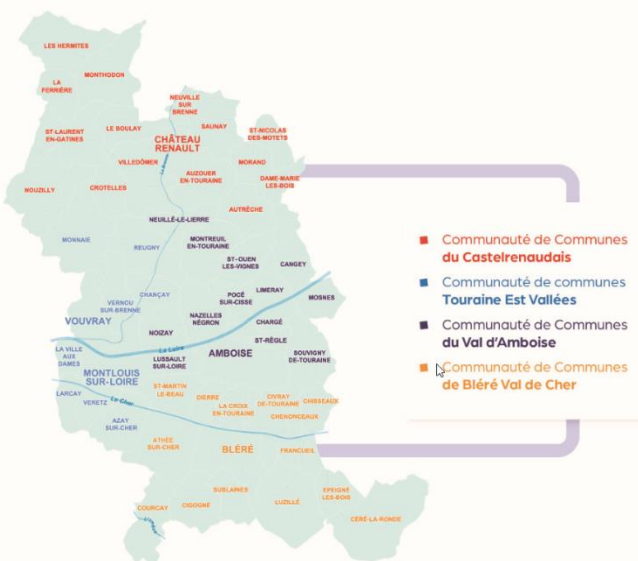 LES HERMITES
MONTHODON
LA
FERRIÈRE
NEUVILLE
SUR
BRENNE
ST-LAURENT
EN-GATINES
LE BOULAY
SAUNAY
ST-NICOLAS
DES-MOTETS
CHÂTEAU
RENAULT
VILLEDÔMER
La Brenne
MORAND
AUZOUER
EN-TOURAINE
DAME-MARIE
LES-BOIS
NOUZILLY
CROTELLES
AUTRÈCHE
NEUILLÉ-LE-LIERRE
MONNAIE
REUGNY
MONTREUIL
EN-TOURAINE
ST-OUEN
LES-VIGNES
CANGEY
CHANÇAY
LIMERAY
POCÉ
SUR-CISSE
MOSNES
VERNOU
SUR-BRENNE
VOUVRAY
NAZELLES
NÉGRON
CHARGÉ
NOIZAY
ST-RÈGLE
La Loire
LA VILLE
AUX
DAMES
LUSSAULT
SUR-LOIRE
AMBOISE
SOUVIGNY
DE-TOURAINE
MONTLOUIS
SUR-LOIRE
ST-MARTIN
LE-BEAU
LARCAY
VERETZ
Le Cher
DIERRE
LA CROIX
EN-TOURAINE
CIVRAY
DE-TOURAINE
CHISSEAUX
CHENONCEAUX
AZAY
SUR-CHER
ATHÉE
SUR-CHER
BLÉRÉ
FRANCUEIL
SUBLAINES
EPEIGNÉ
LES-BOIS
COURCAY
CIGOGNÉ
LUZILLÉ
CÉRÉ-LA-RONDE
Communauté de Communes
du Castelrenaudais
Communauté de communes
Touraine Est Vallées
Communauté de Communes
du Val d'Amboise
Communauté de Communes
de Bléré Val de Cher